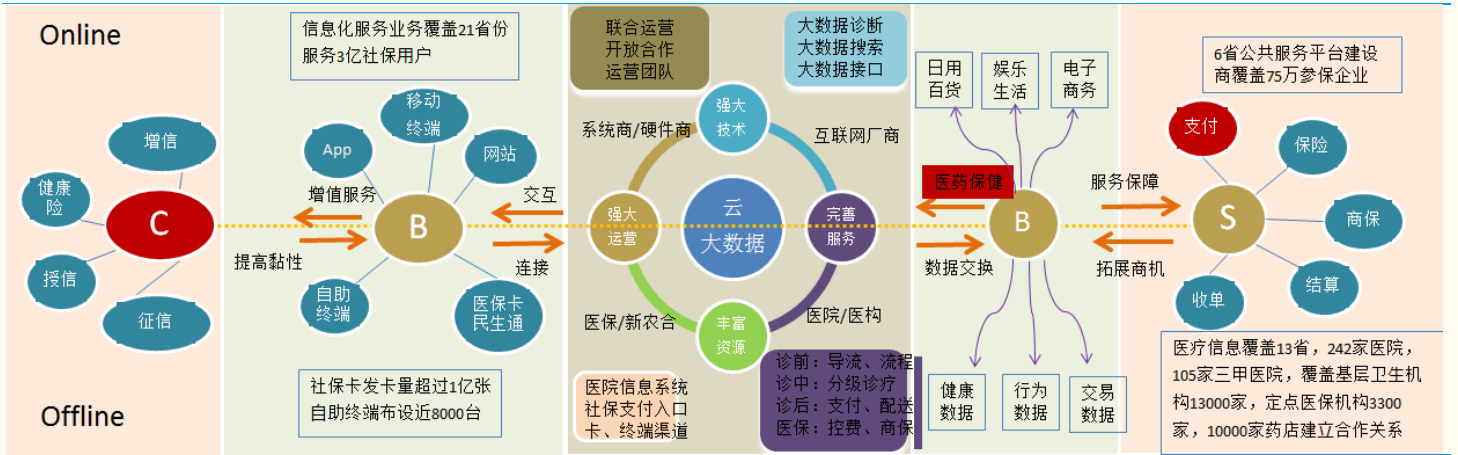 Online
增信
健康
险
C
授信
征信
Offline
信息化服务业务覆盖21省份
服务3亿社保用户
移动
终端
App
网站
增值服务
交互
B
提高黏性
连接
自助
终端
医保卡
民生通
社保卡发卡量超过1亿张
自助终端布设近8000台
联合运营
开放合作
运营团队
大数据诊断
大数据搜索
大数据接口
强大
技术
系统商/硬件商
互联网厂商
强大
运营
云
大数据
完善
服务
医保/新农合
丰富
资源
医院/医构
医院信息系统
社保支付入口
卡、终端渠道
诊前：导流、流程
诊中：分级诊疗
诊后：支付、配送
医保：控费、商保
日用
百货
娱乐
生活
电子
商务
医药保健
服务保障
B
数据交换
拓展商机
健康
数据
行为
数据
交易
数据
6省公共服务平台建设
商覆盖75万参保企业
支付
保险
S
商保
收单
结算
医疗信息覆盖13省，242家医院，
105家三甲医院，覆盖基层卫生机
构13000家，定点医保机构3300
家，10000家药店建立合作关系